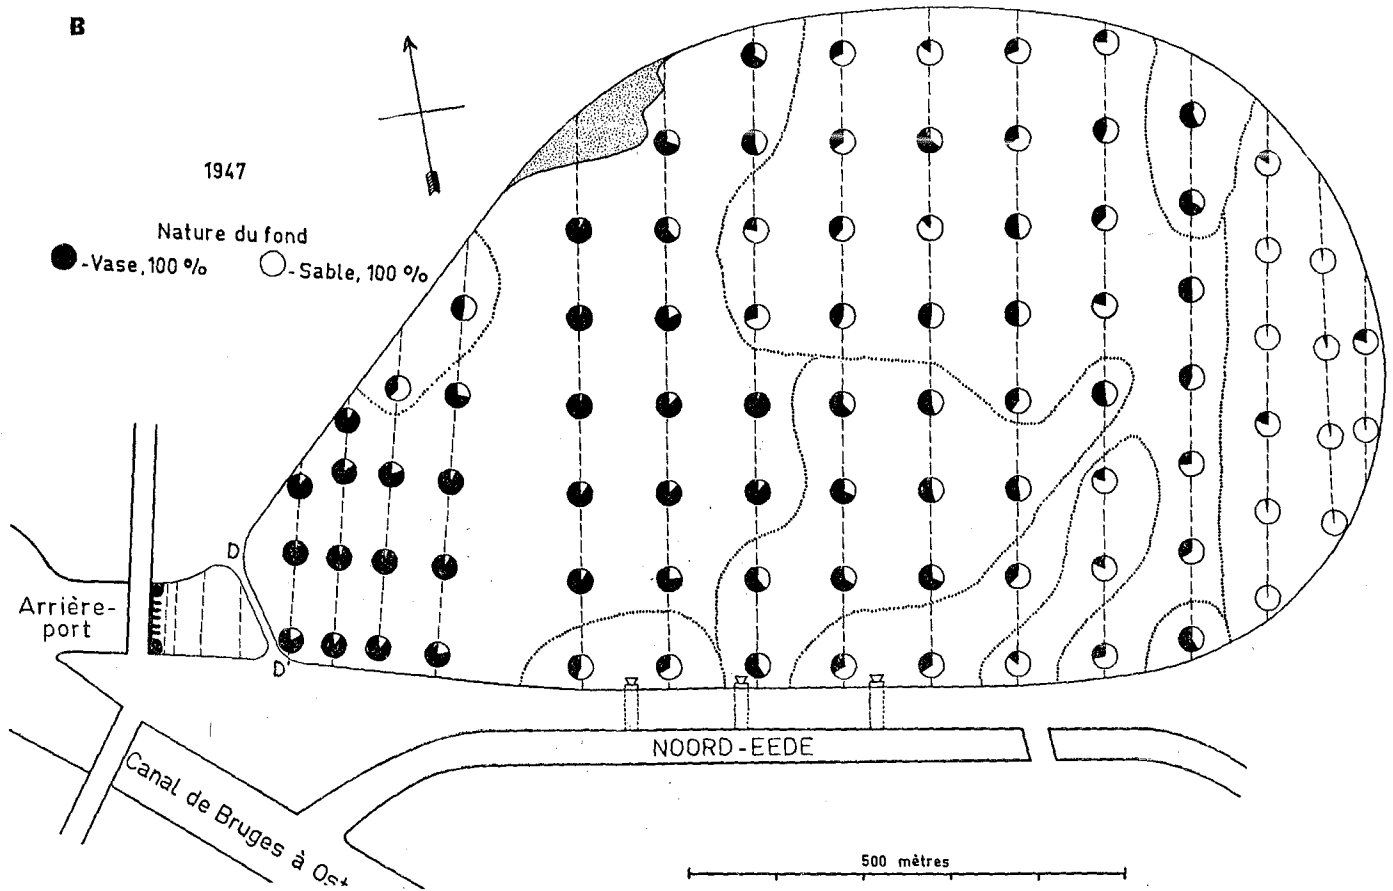 B
1947
Nature du fond
-Vase, 100 %
-Sable, 100 %
D
Arrière-
port
D'
NOORD-EEDE
Canal de Bruges à Ost
500 mètres